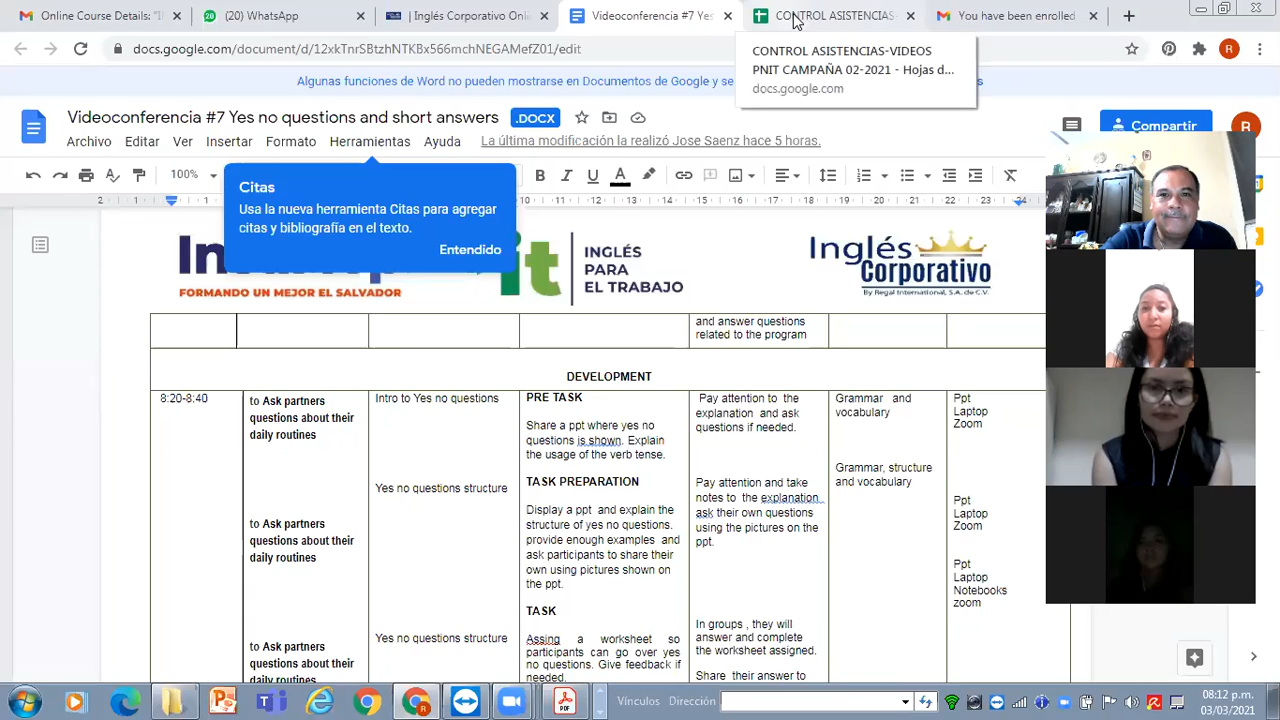 Online Course Details: "I
(20) WhatsApp
| Inglés Corporativo Onli
Videoconferencia #7 Yes
CONTROL ASISTENCIAS-
You have been enrolled
docs.google.com/document/d/12xkTnrSBtzhNTKBx566mchNEGAMefZ01/edit
CONTROL ASISTENCIAS-VIDEOS
PNIT CAMPAÑA 02-2021 - Hojas d...
docs.google.com
Algunas funciones de Word no pueden mostrarse en Documentos de Google y se
Videoconferencia #7 Yes no questions and short answers
.DOCX
Compartir
R
Archivo Editar Ver Insertar Formato Herramientas Ayuda
La última modificación la realizó Jose Saenz hace 5 horas.
100%
Citas
Usa la nueva herramienta Citas para agregar
citas y bibliografía en el texto.
Entendido
it
INGLÉS
PARA
EL TRABAJO
FORMANDO UN MEJOR EL SALVADOR
Inglés
Corporativo
By Regal International, S.A. de C.V.
and answer questions
related to the program
DEVELOPMENT
8:20-8:40
to Ask partners
questions about their
daily routines
Intro to Yes no questions
PRE TASK
Share a ppt where yes no
questions is shown. Explain
the usage of the verb tense.
Pay attention to the
explanation and ask
questions if needed.
Grammar and
vocabulary
Ppt
Laptop
Zoom
to Ask partners
questions about their
daily routines
Yes no questions structure
TASK PREPARATION
Display a ppt and explain the
structure of yes no questions.
provide enough examples and
ask participants to share their
own using pictures shown on
the ppt.
Pay attention and take
notes to the explanation
ask their own questions
using the pictures on the
ppt.
Grammar, structure
and vocabulary
Ppt
Laptop
Zoom
Ppt
Laptop
Notebooks
zoom
to Ask partners
questions about their
daily routines
Yes no questions structure
TASK
Assing a worksheet so
participants can go over yes
no questions. Give feedback if
needed.
In groups , they will
answer and complete
the worksheet assigned.
Share their answer to
Vínculos
Dirección
08:12 p.m.
03/03/2021